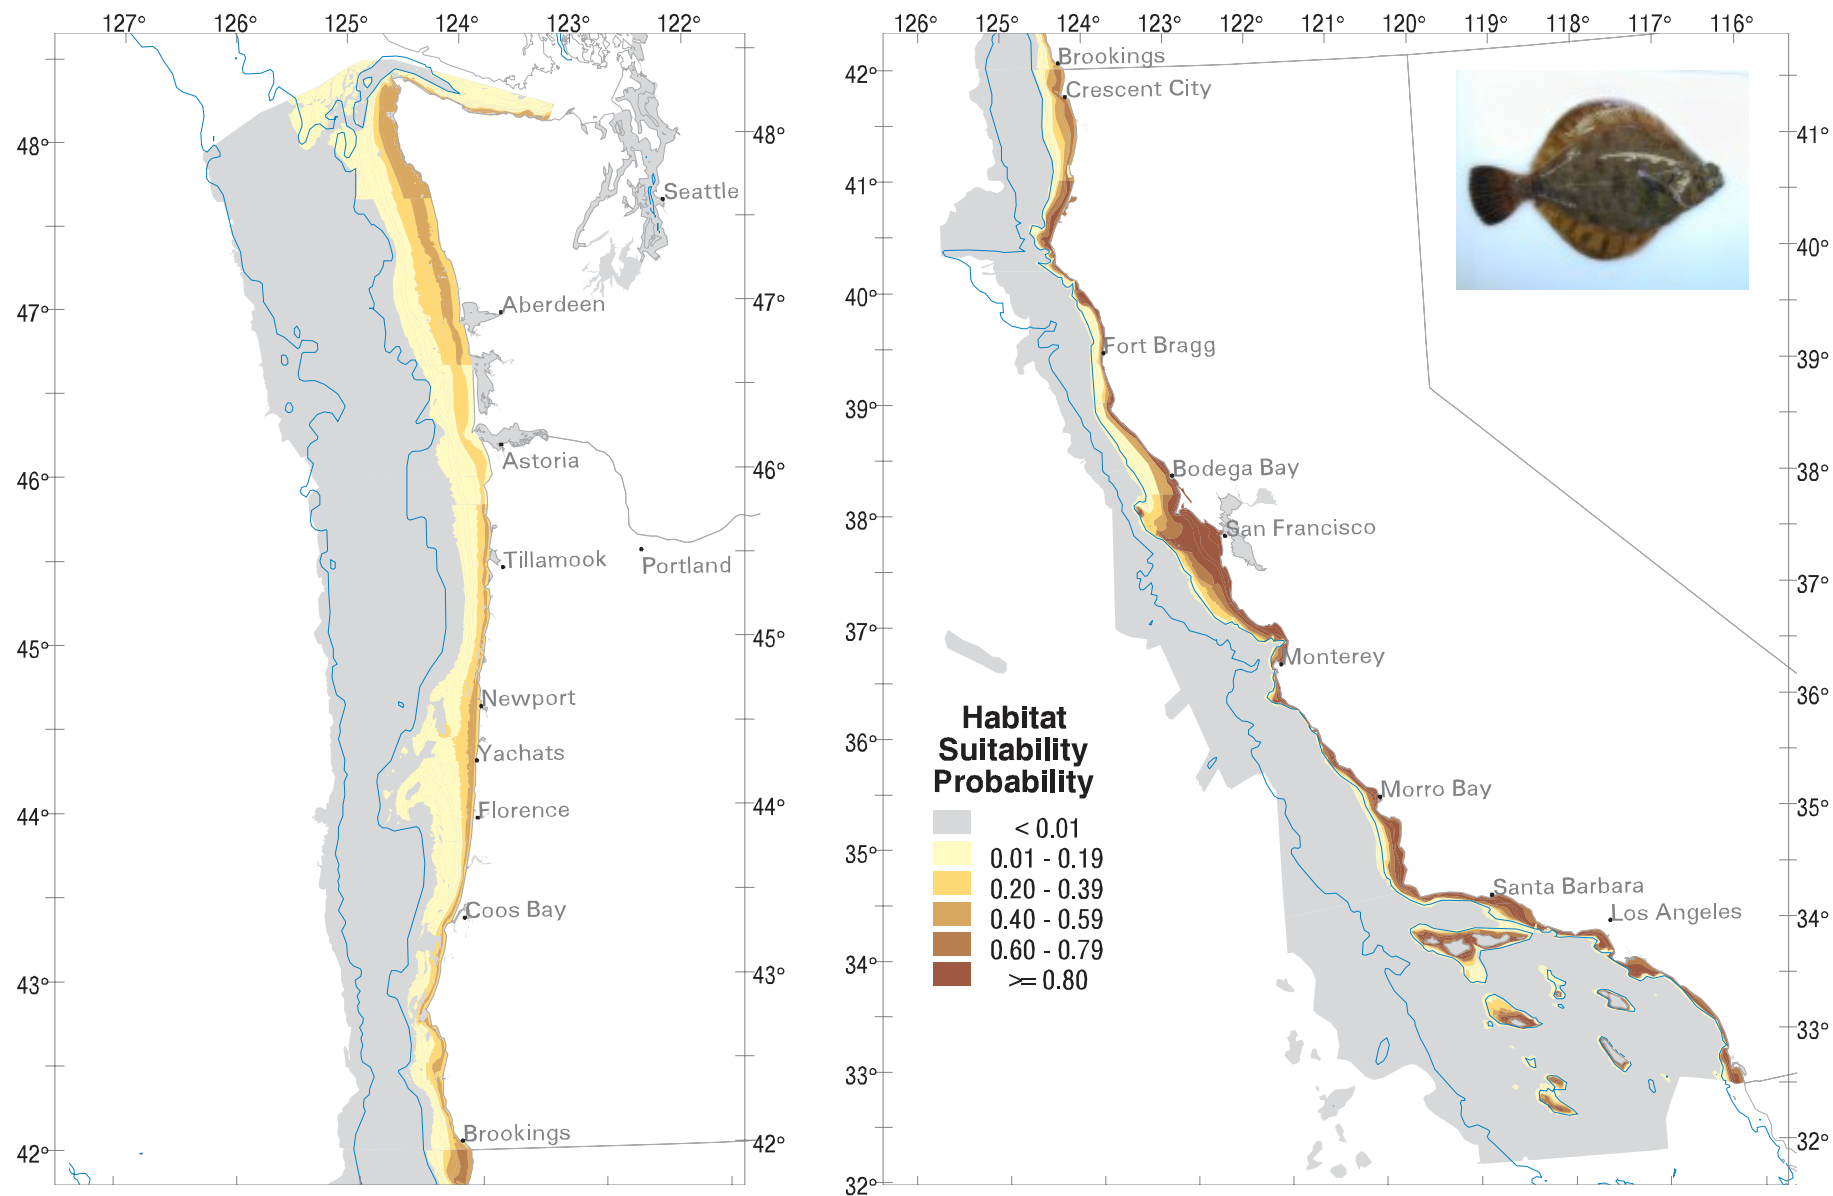 127° 126° 125° 124° 123° 122°
48°
47°
46°
45°
44°
43°
42°
48°
47°
46°
45°
44°
43°
42°
Seattle
Aberdeen
Astoria
Tillamook
Portland
Newport
Yachats
Florence
Coos Bay
Brookings
126° 125° 124° 123° 122° 121° 120° 119° 118° 117° 116°
42°
41°
40°
39°
38°
37°
36°
35°
34°
33°
32°
41°
40°
39°
38°
37°
36°
35°
34°
33°
32°
Brookings
Crescent City
Fort Bragg
Bodega Bay
San Francisco
Monterey
Morro Bay
Santa Barbara
Los Angeles
Habitat
Suitability
Probability
< 0.01
0.01 - 0.19
0.20 - 0.39
0.40 - 0.59
0.60 - 0.79
>= 0.80